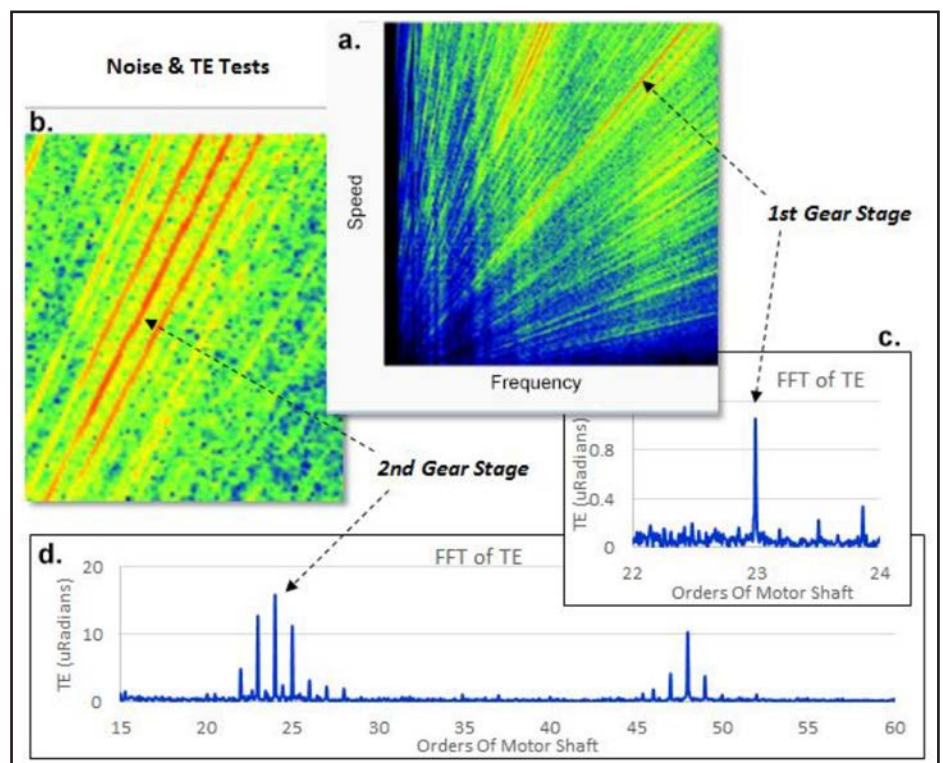 Noise & TE Tests
a.
Speed
Frequency
1st Gear Stage
b.
2nd Gear Stage
c.
FFT of TE
TE (uRadians)
0.8
0.4
0
22 23 24
Orders Of Motor Shaft
d.
FFT of TE
TE (uRadians)
20
10
0
15 20 25 30 35 40 45 50 55 60
Orders Of Motor Shaft